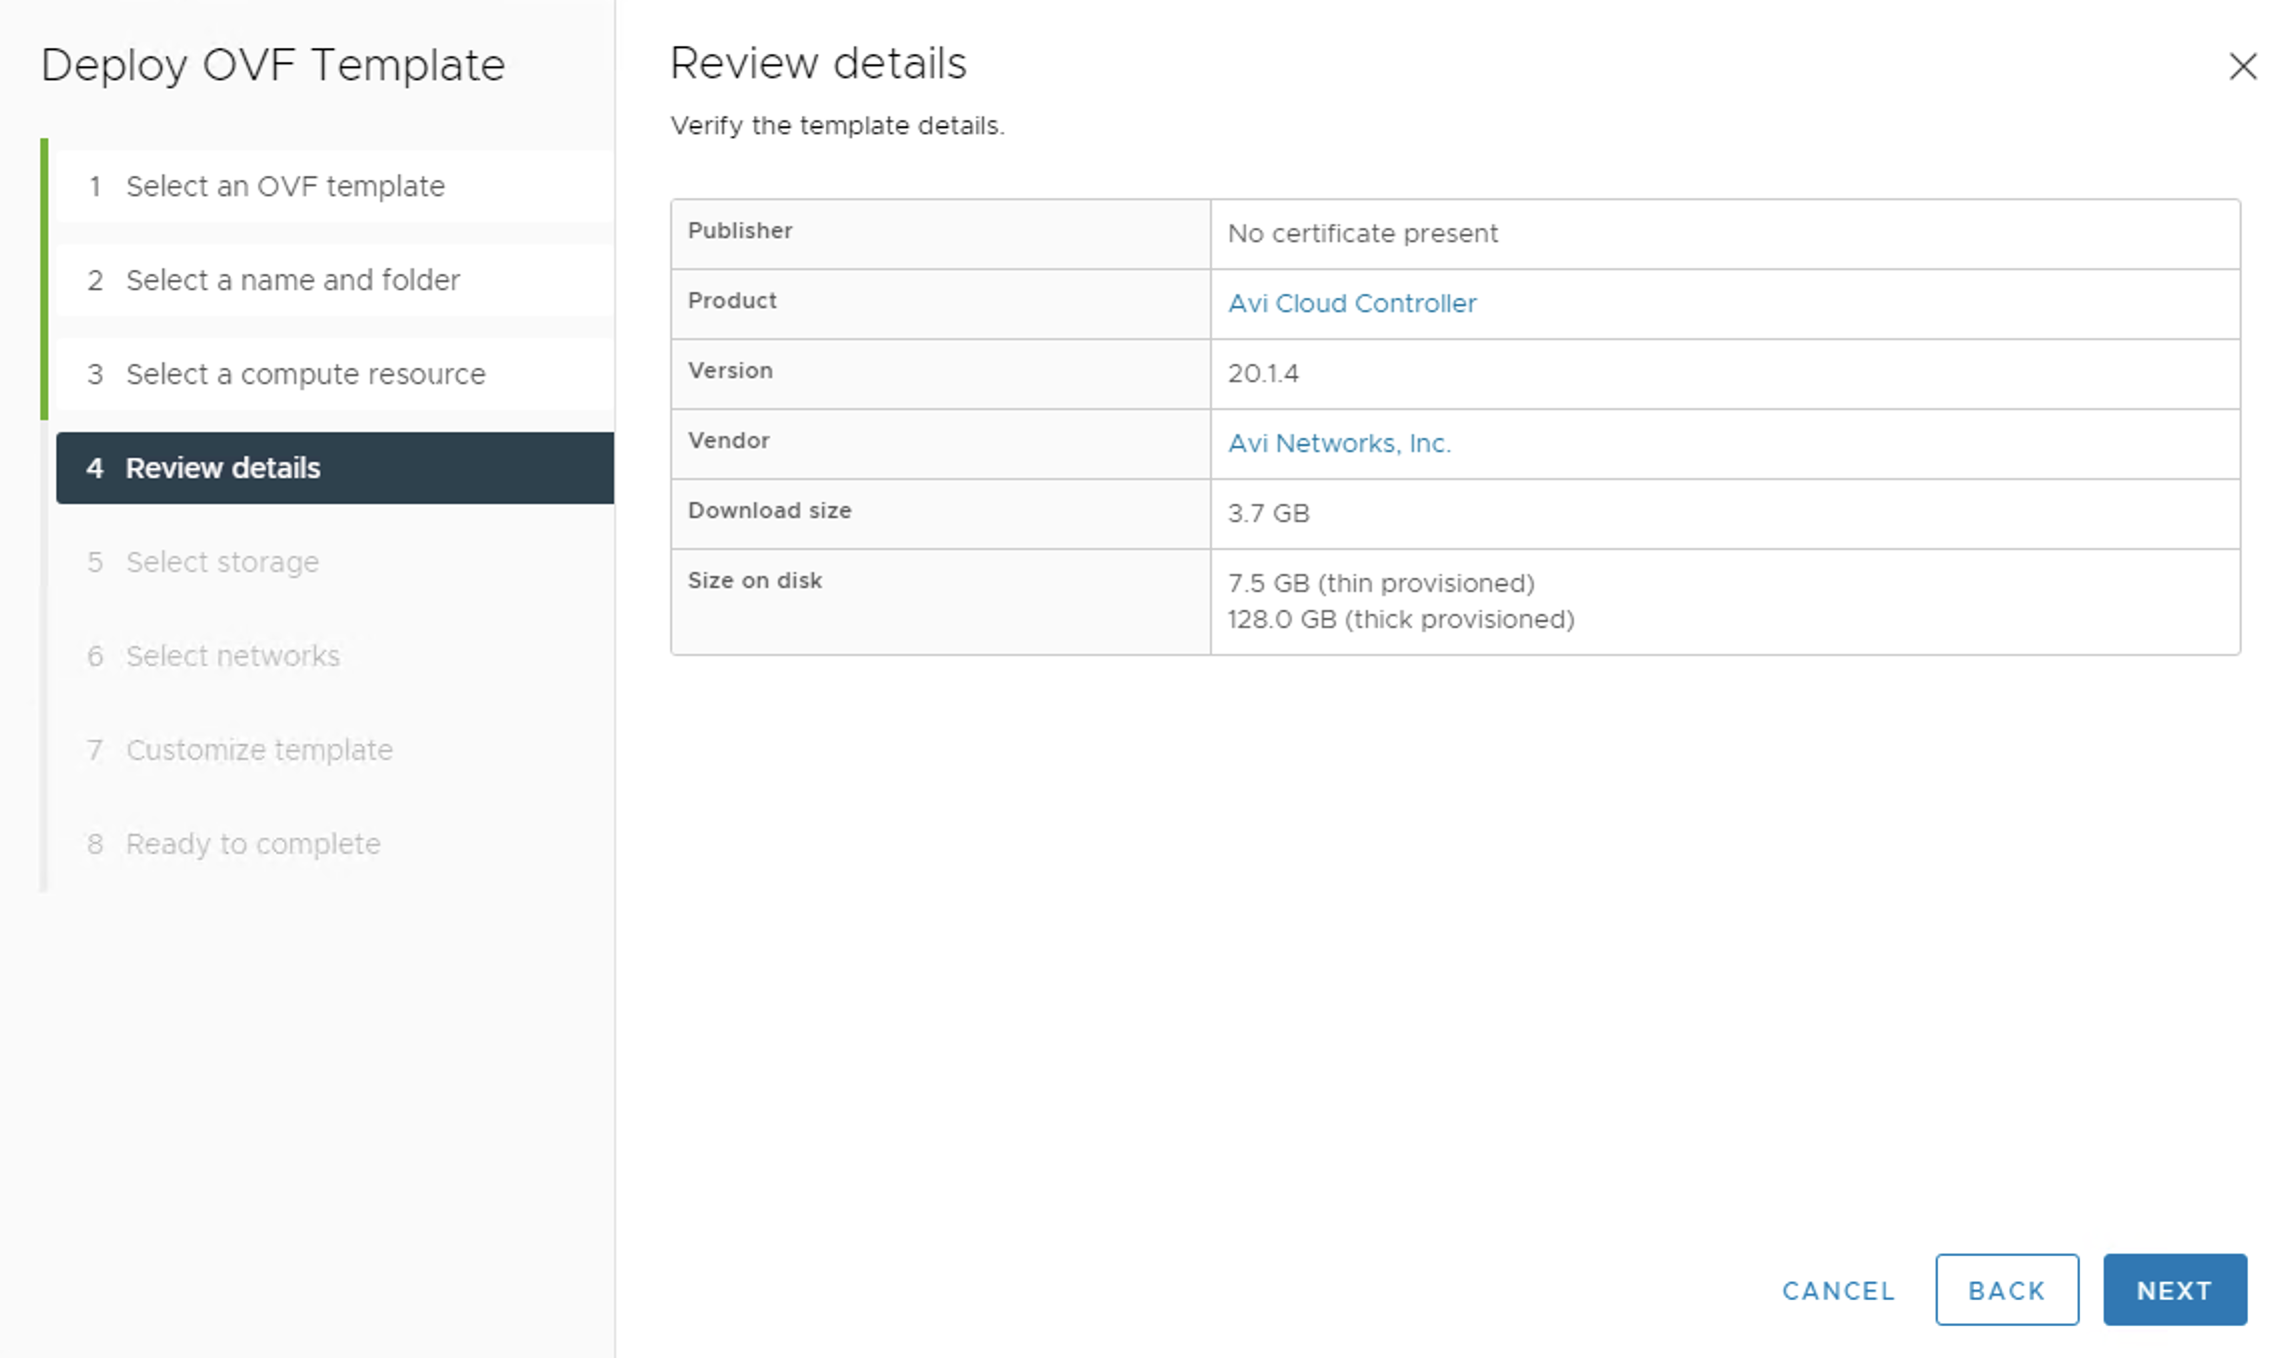 Deploy OVF Template
1 Select an OVF template
2 Select a name and folder
3 Select a compute resource
4 Review details
5 Select storage
6 Select networks
7 Customize template
8 Ready to complete
Review details
Verify the template details.
Publisher No certificate present
Product Avi Cloud Controller
Version 20.1.4
Vendor Avi Networks, Inc.
Download size 3.7 GB
Size on disk 7.5 GB (thin provisioned)
128.0 GB (thick provisioned)
CANCEL BACK NEXT